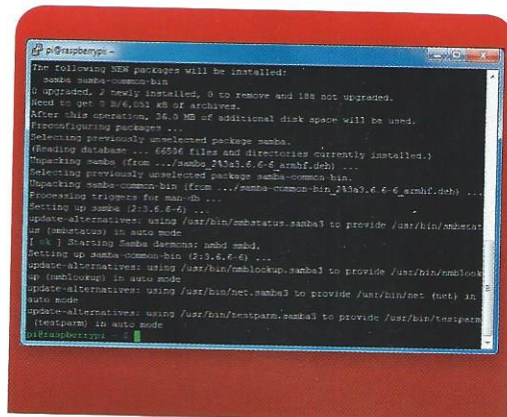 pi@raspberrypi: ~
The following NEW packages will be installed:
samba samba-common-bin
0 upgraded, 2 newly installed, 0 to remove and 188 not upgraded.
Need to get 0 B/6,051 kB of archives.
After this operation, 36.0 MB of additional disk space will be used.
Preconfiguring packages ...
Selecting previously unselected package samba.
(Reading database ... 66506 files and directories currently installed.)
Unpacking samba (from .../samba_2%3a3.6.6-6_armhf.deb) ...
Selecting previously unselected package samba-common-bin.
Unpacking samba-common-bin (from .../samba-common-bin_2%3a3.6.6-6_armhf.deb) ...
Processing triggers for man-db ...
Setting up samba (2:3.6.6-6) ...
update-alternatives: using /usr/bin/smbstatus.samba3 to provide /usr/bin/smbstat
us (smbstatus) in auto mode
[ ok ] Starting Samba daemons: nmbd smbd.
Setting up samba-common-bin (2:3.6.6-6) ...
update-alternatives: using /usr/bin/nmblookup.samba3 to provide /usr/bin/nmblook
up (nmblookup) in auto mode
update-alternatives: using /usr/bin/net.samba3 to provide /usr/bin/net (net) in
auto mode
update-alternatives: using /usr/bin/testparm.samba3 to provide /usr/bin/testparm
(testparm) in auto mode
pi@raspberrypi ~ $